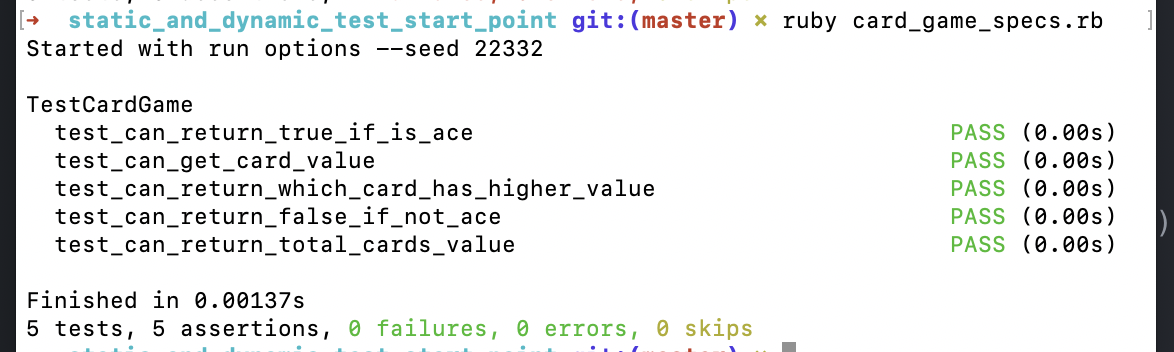 [➜  static_and_dynamic_test_start_point git:(master) × ruby card_game_specs.rb ]
Started with run options --seed 22332
TestCardGame
test_can_return_true_if_is_ace PASS (0.00s)
test_can_get_card_value PASS (0.00s)
test_can_return_which_card_has_higher_value PASS (0.00s)
test_can_return_false_if_not_ace PASS (0.00s)
test_can_return_total_cards_value PASS (0.00s)
Finished in 0.00137s
5 tests, 5 assertions, 0 failures, 0 errors, 0 skips